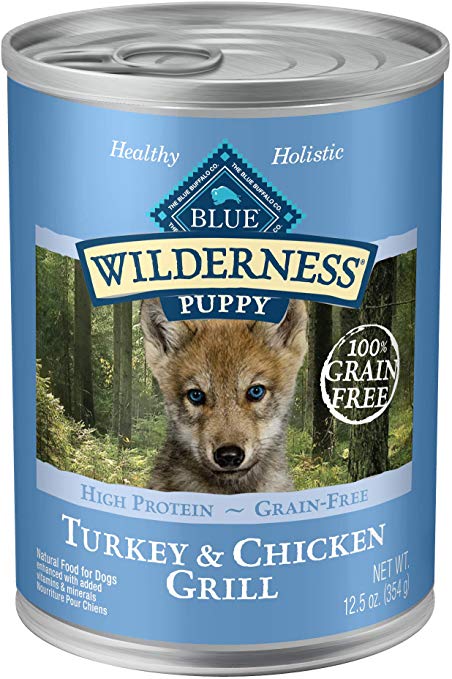 Healthy Holistic
THE BLUE BUFFALO CO. THE BLUE BUFFALO CO.
BLUE
WILDERNESS®
PUPPY
100%
GRAIN
FREE
HIGH PROTEIN ~ GRAIN-FREE
TURKEY & CHICKEN
GRILL
Natural Food for Dogs
enhanced with added
vitamins & minerals
Nourriture Pour Chiens
NET WT.
12.5 oz. (354g)